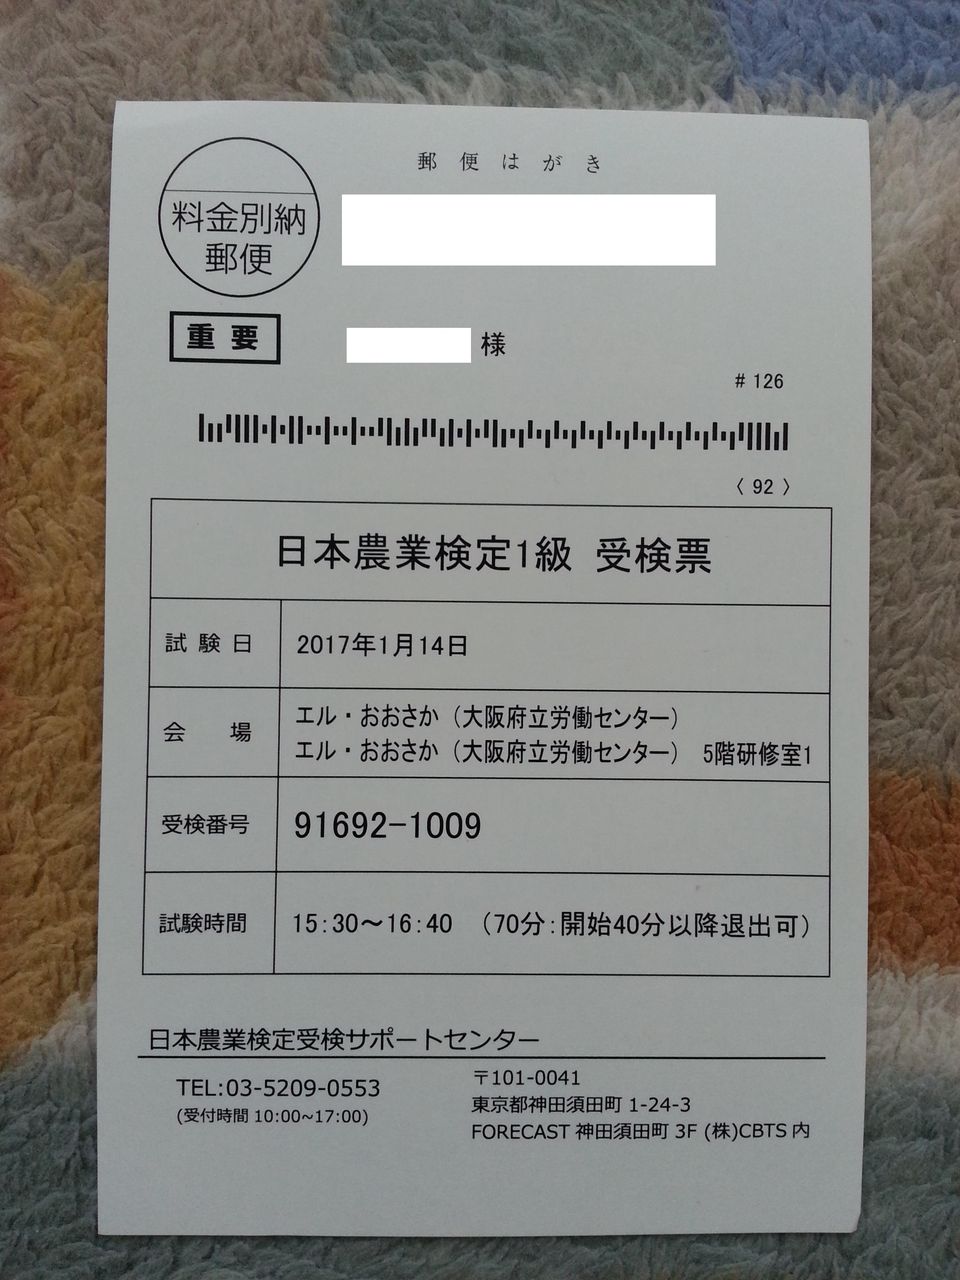 郵便はがき
料金別納
郵便
重要
様
# 126
〈 92 〉
日本農業検定1級 受検票
試験日 2017年1月14日
会場 エル・おおさか（大阪府立労働センター）
エル・おおさか（大阪府立労働センター） 5階研修室1
受検番号 91692-1009
試験時間 15:30～16:40 （70分:開始40分以降退出可）
日本農業検定受検サポートセンター
TEL:03-5209-0553
(受付時間 10:00~17:00)
〒101-0041
東京都神田須田町 1-24-3
FORECAST 神田須田町 3F (株)CBTS 内